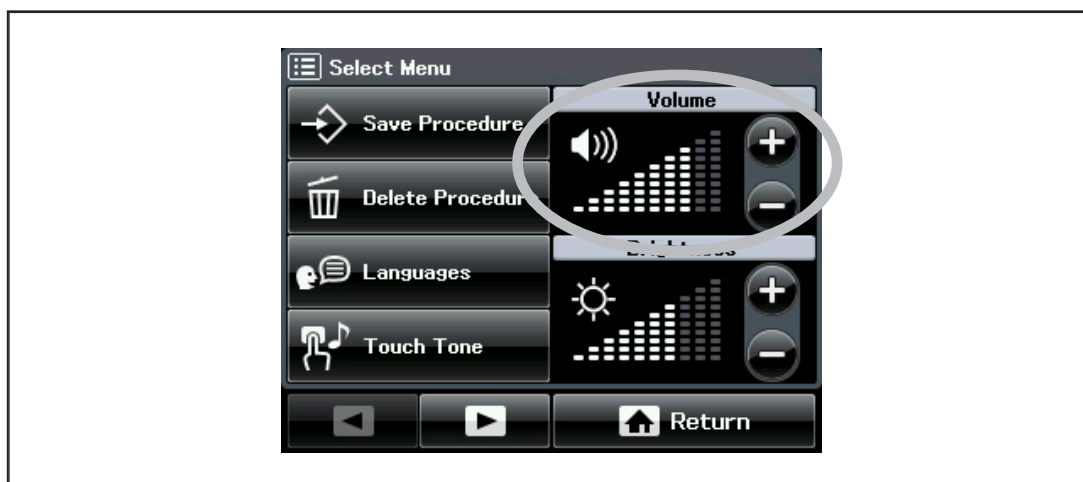 Select Menu
Save Procedure
Delete Procedur
Languages
Touch Tone
Volume
Return